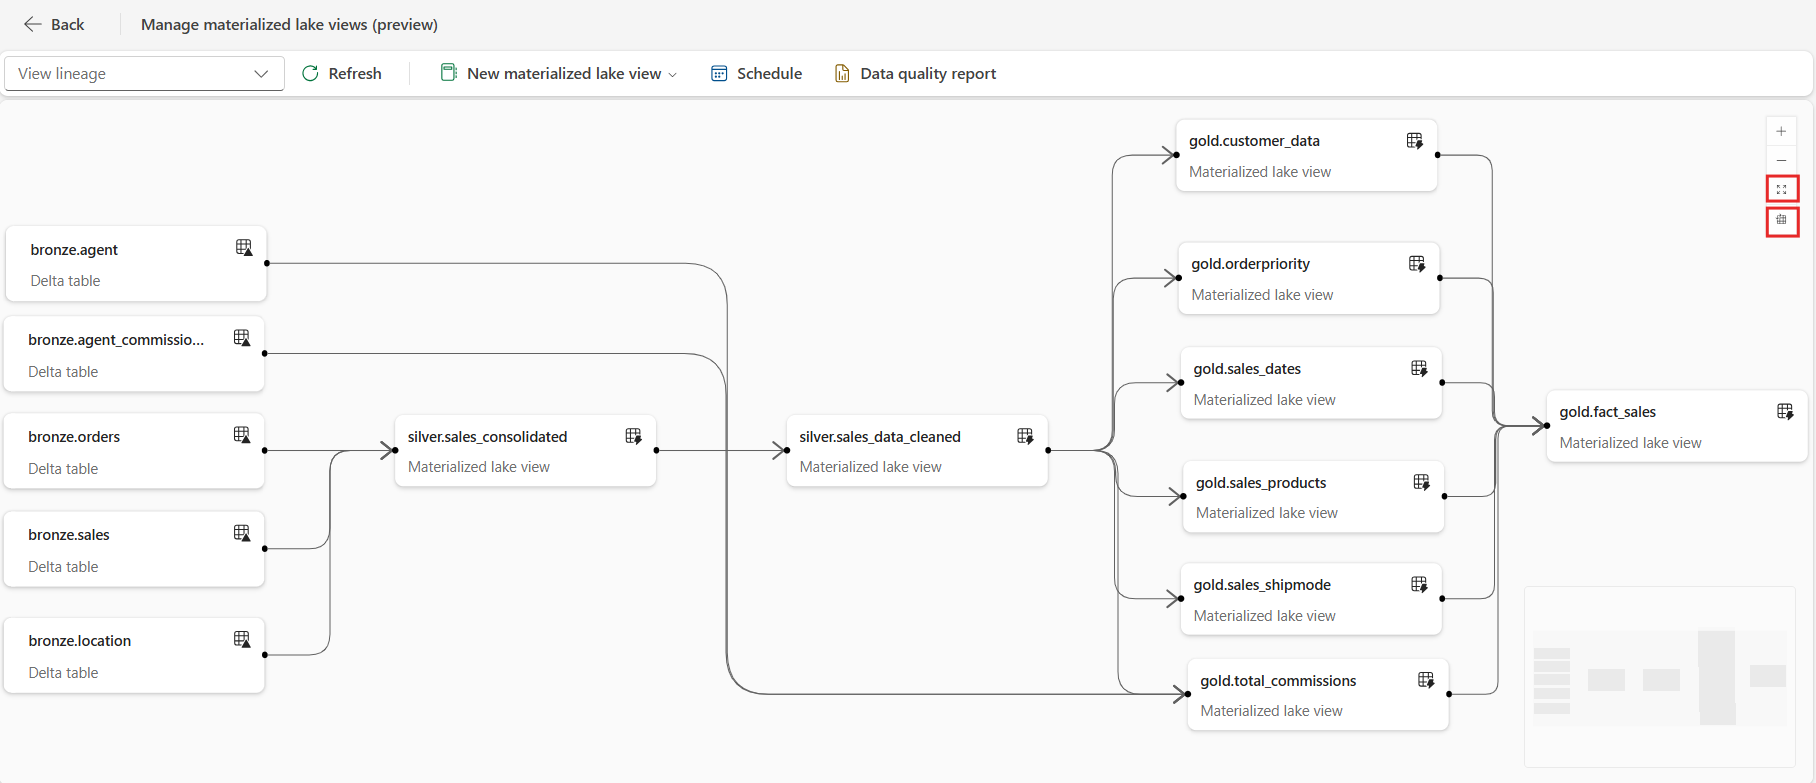 Back
Manage materialized lake views (preview)
View lineage
Refresh
New materialized lake view
Schedule
Data quality report
bronze.agent
Delta table
bronze.agent_commissio...
Delta table
bronze.orders
Delta table
bronze.sales
Delta table
bronze.location
Delta table
silver.sales_consolidated
Materialized lake view
silver.sales_data_cleaned
Materialized lake view
gold.customer_data
Materialized lake view
gold.orderpriority
Materialized lake view
gold.sales_dates
Materialized lake view
gold.sales_products
Materialized lake view
gold.sales_shipmode
Materialized lake view
gold.total_commissions
Materialized lake view
gold.fact_sales
Materialized lake view